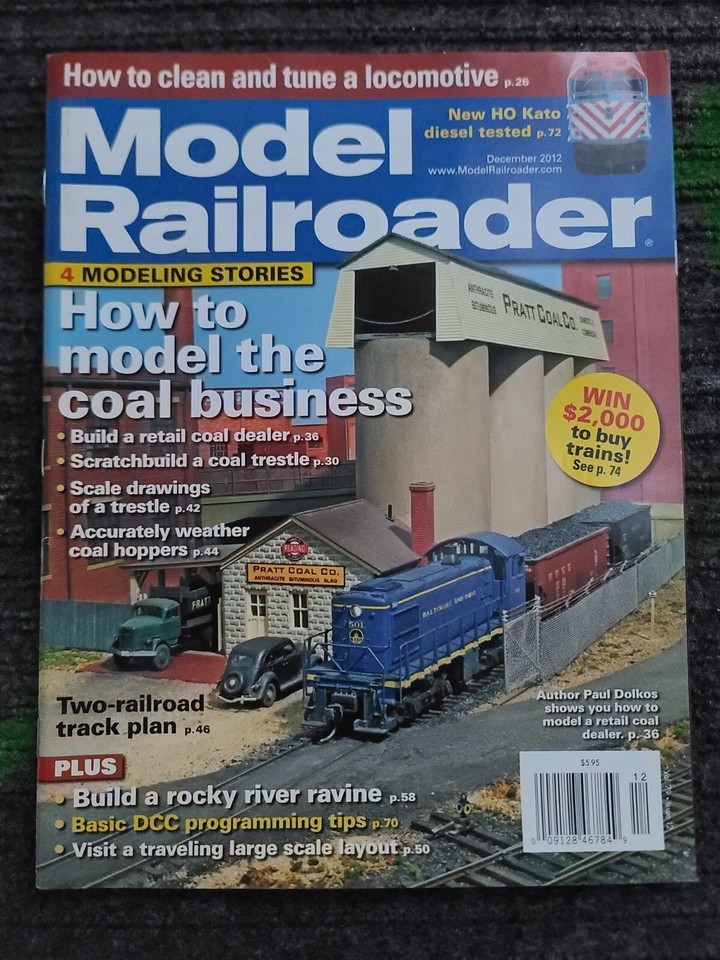 How to clean and tune a locomotive p.26
Model
Railroader®
New HO Kato
diesel tested p.72
December 2012
www.ModelRailroader.com
4 MODELING STORIES
How to
model the
coal business
• Build a retail coal dealer p.36
• Scratchbuild a coal trestle p.30
• Scale drawings
of a trestle p.42
• Accurately weather
coal hoppers p.44
ANTHRACITE
BITUMINOUS
PRATT COAL CO.
WIN
$2,000
to buy
trains!
See p. 74
READING
PRATT COAL CO.
ANTHRACITE BITUMINOUS SLAG
PRATT
501
BALTIMORE AND OHIO
Two-railroad
track plan p.46
Author Paul Dolkos
shows you how to
model a retail coal
dealer. p. 36
PLUS
• Build a rocky river ravine p.58
• Basic DCC programming tips p.70
• Visit a traveling large scale layout p.50
$5.95
12
0 09128 46784 9